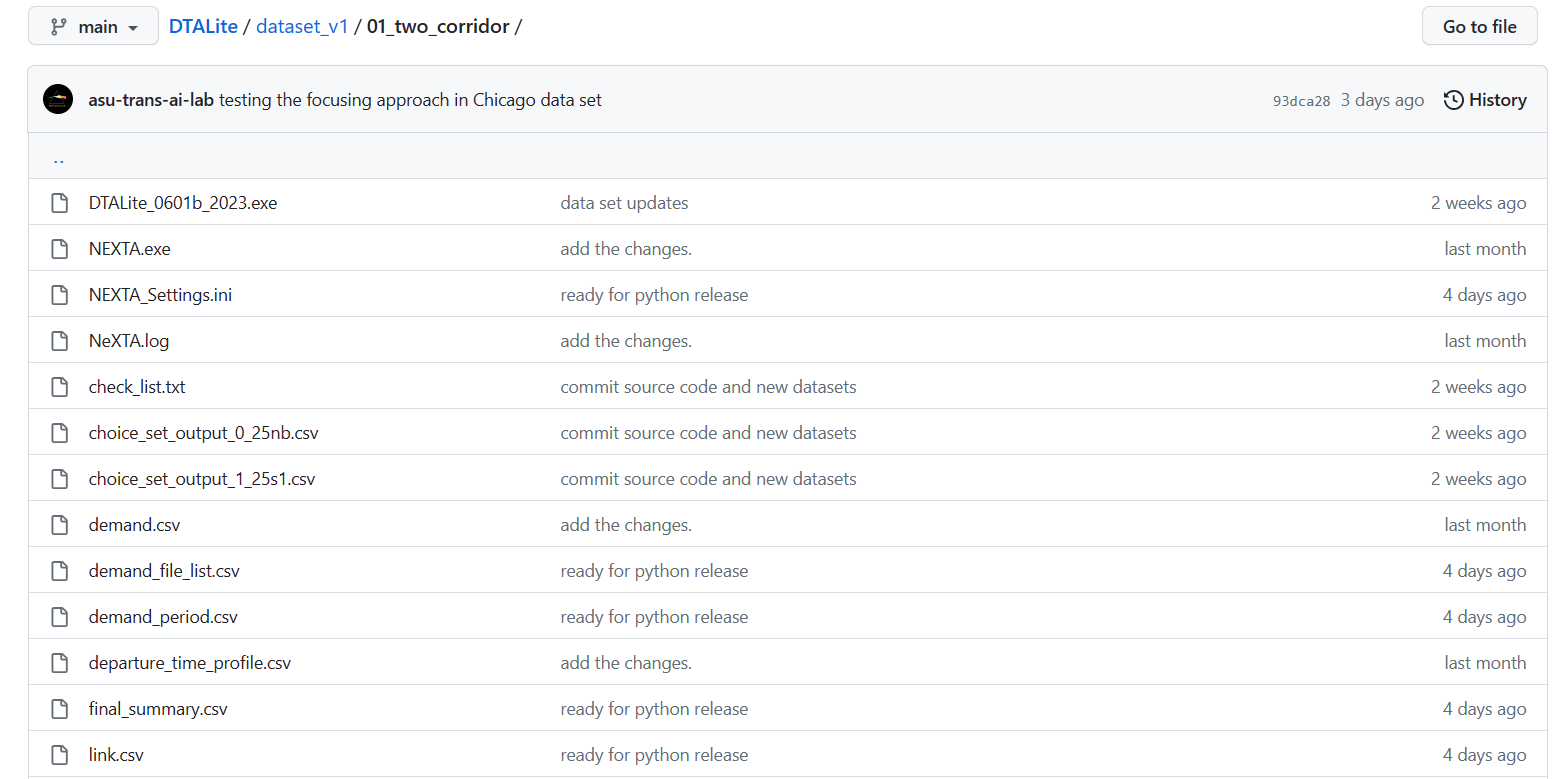 main DTALite / dataset_v1 / 01_two_corridor / Go to file
asu-trans-ai-lab testing the focusing approach in Chicago data set 93dca28 3 days ago History
..
DTALite_0601b_2023.exe data set updates 2 weeks ago
NEXTA.exe add the changes. last month
NEXTA_Settings.ini ready for python release 4 days ago
NeXTA.log add the changes. last month
check_list.txt commit source code and new datasets 2 weeks ago
choice_set_output_0_25nb.csv commit source code and new datasets 2 weeks ago
choice_set_output_1_25s1.csv commit source code and new datasets 2 weeks ago
demand.csv add the changes. last month
demand_file_list.csv ready for python release 4 days ago
demand_period.csv ready for python release 4 days ago
departure_time_profile.csv add the changes. last month
final_summary.csv ready for python release 4 days ago
link.csv ready for python release 4 days ago